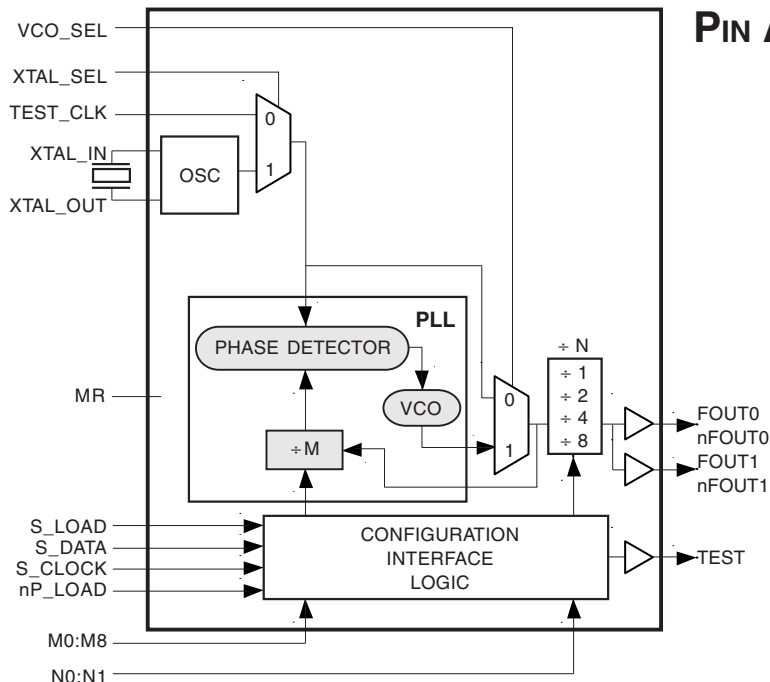 VCO_SEL
PIN A
XTAL_SEL
TEST_CLK
0
XTAL_IN
OSC
1
XTAL_OUT
PLL
PHASE DETECTOR
÷ N
÷ 1
÷ 2
÷ 4
÷ 8
MR
VCO
0
1
÷M
FOUT0
nFOUT0
FOUT1
nFOUT1
S_LOAD
S_DATA
S_CLOCK
nP_LOAD
CONFIGURATION
INTERFACE
LOGIC
TEST
M0:M8
N0:N1